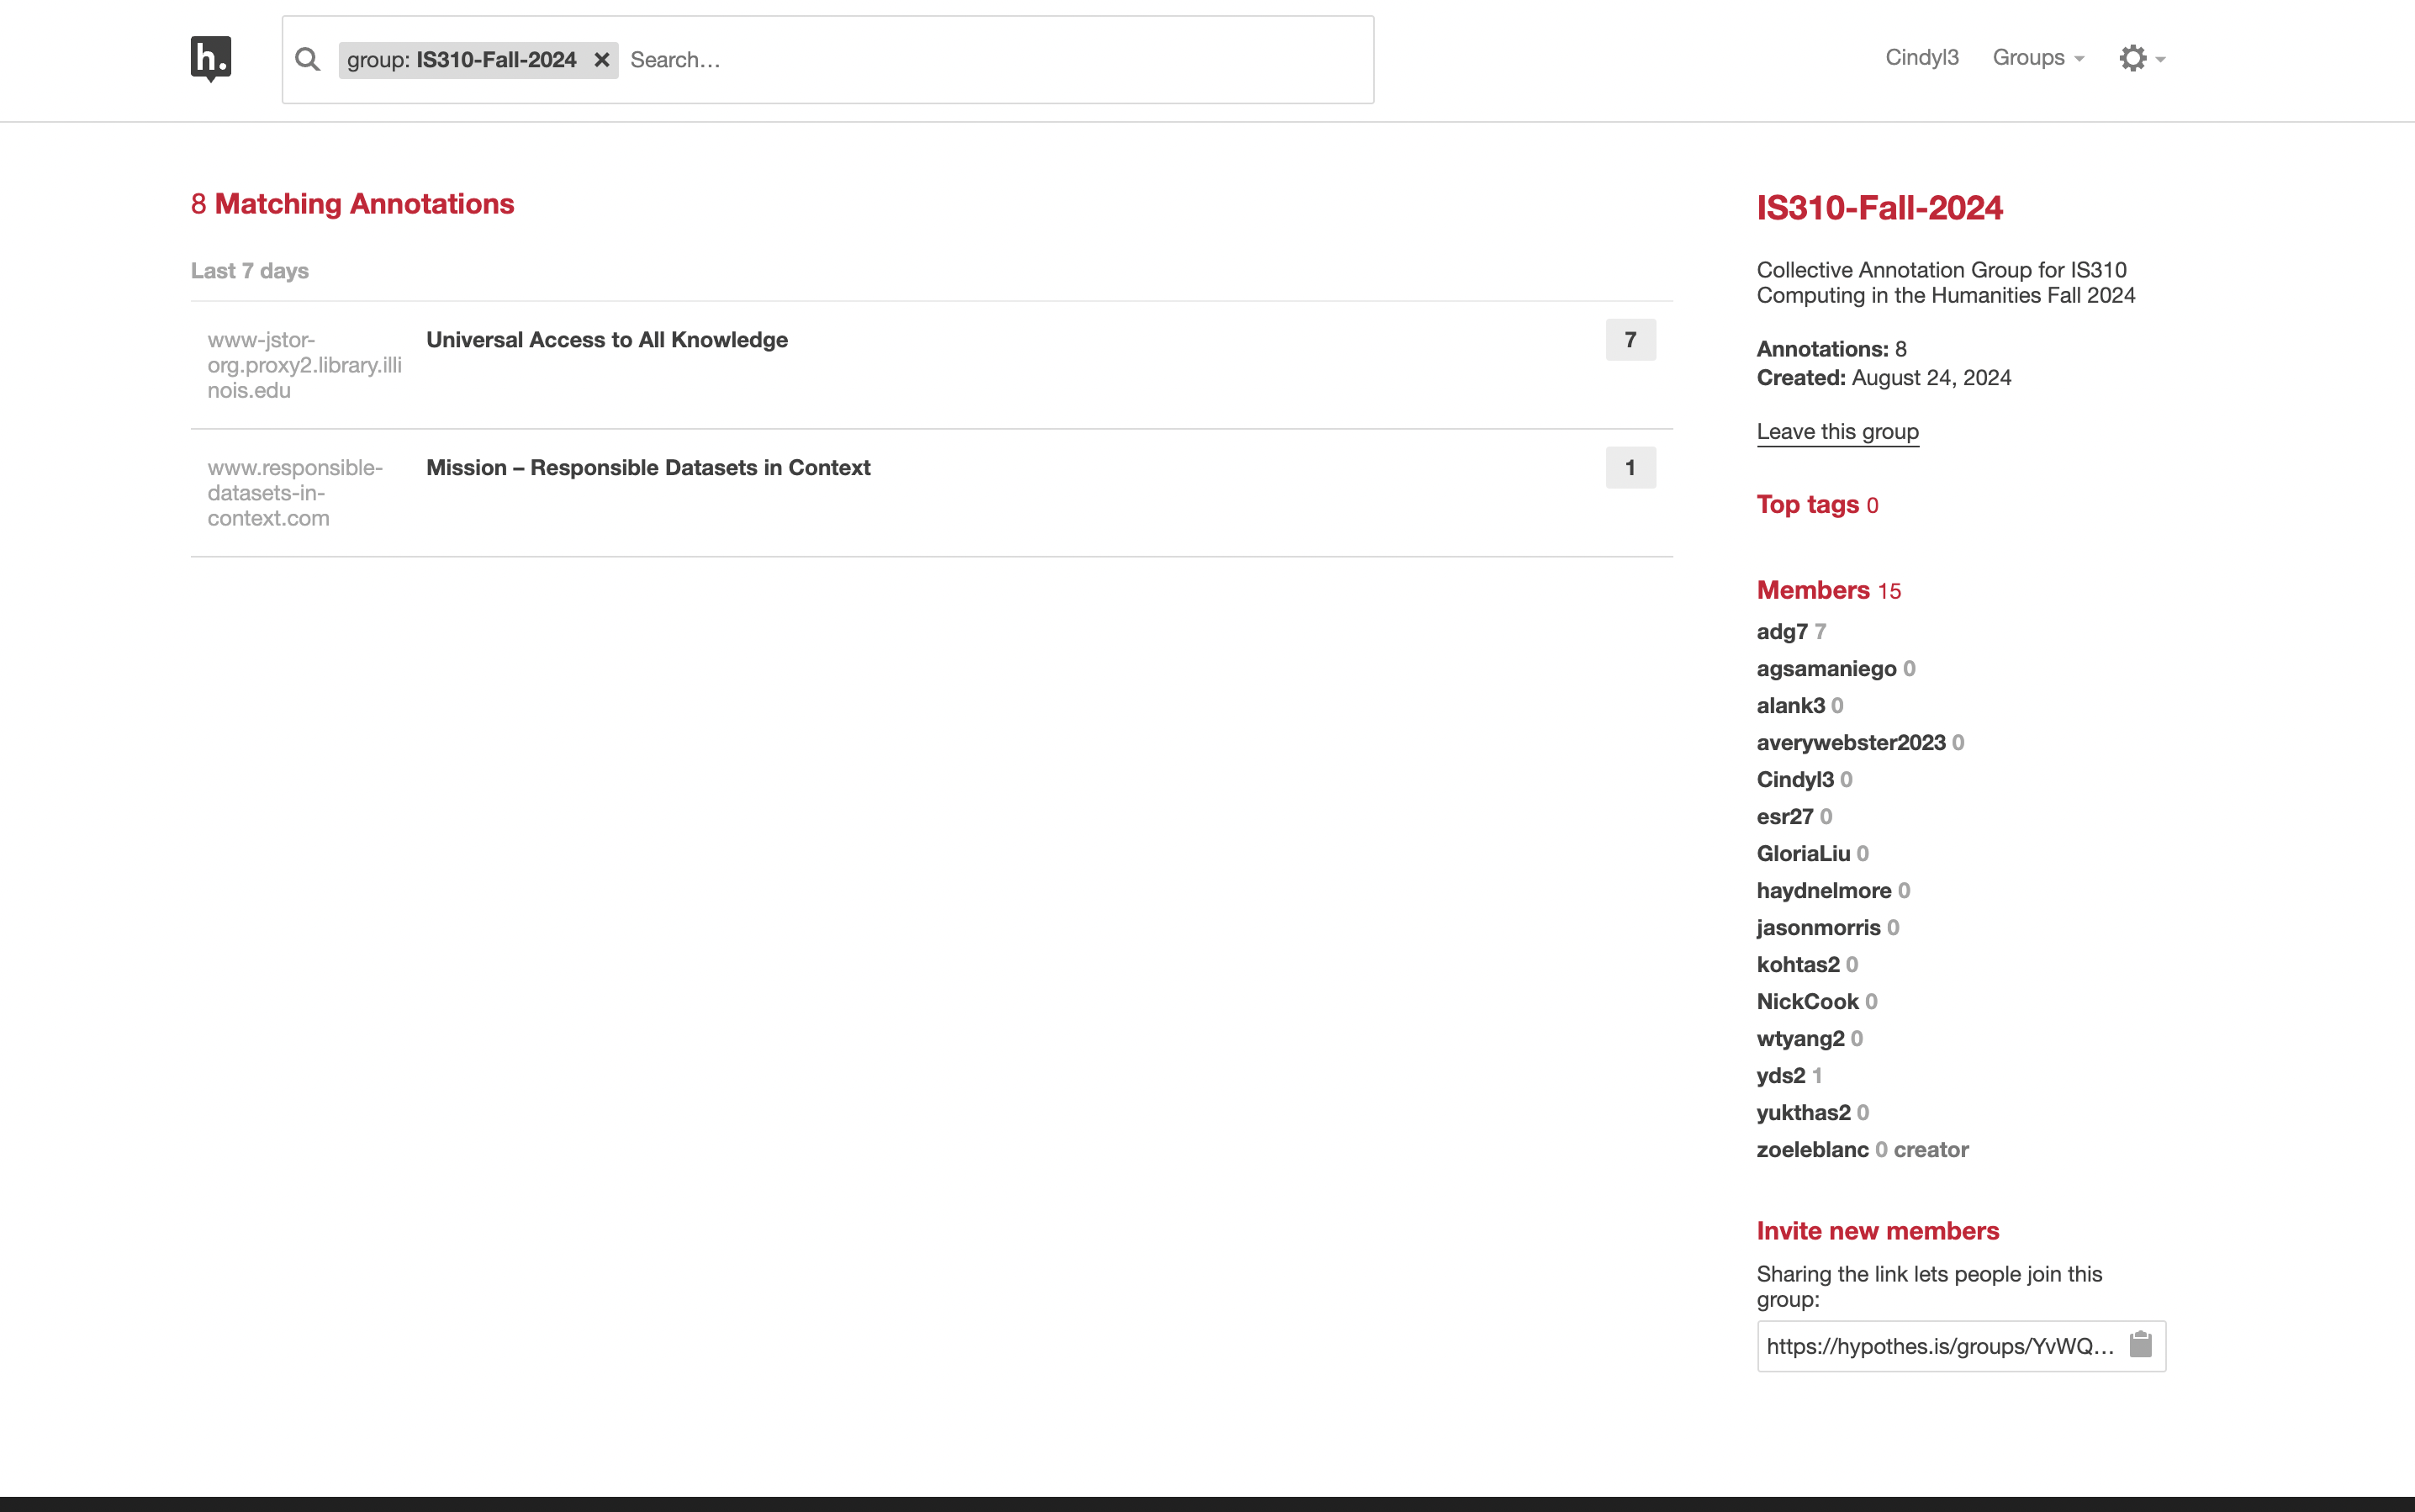 h.
group: IS310-Fall-2024 ✕ Search…
Cindyl3 Groups
8 Matching Annotations
Last 7 days
www-jstor-
org.proxy2.library.illi
nois.edu
Universal Access to All Knowledge
7
www.responsible-
datasets-in-
context.com
Mission – Responsible Datasets in Context
1
IS310-Fall-2024
Collective Annotation Group for IS310
Computing in the Humanities Fall 2024
Annotations: 8
Created: August 24, 2024
Leave this group
Top tags 0
Members 15
adg7 7
agsamaniego 0
alank3 0
averywebster2023 0
Cindyl3 0
esr27 0
GloriaLiu 0
haydnelmore 0
jasonmorris 0
kohtas2 0
NickCook 0
wtyang2 0
yds2 1
yukthas2 0
zoeleblanc 0 creator
Invite new members
Sharing the link lets people join this
group:
https://hypothes.is/groups/YvWQ…